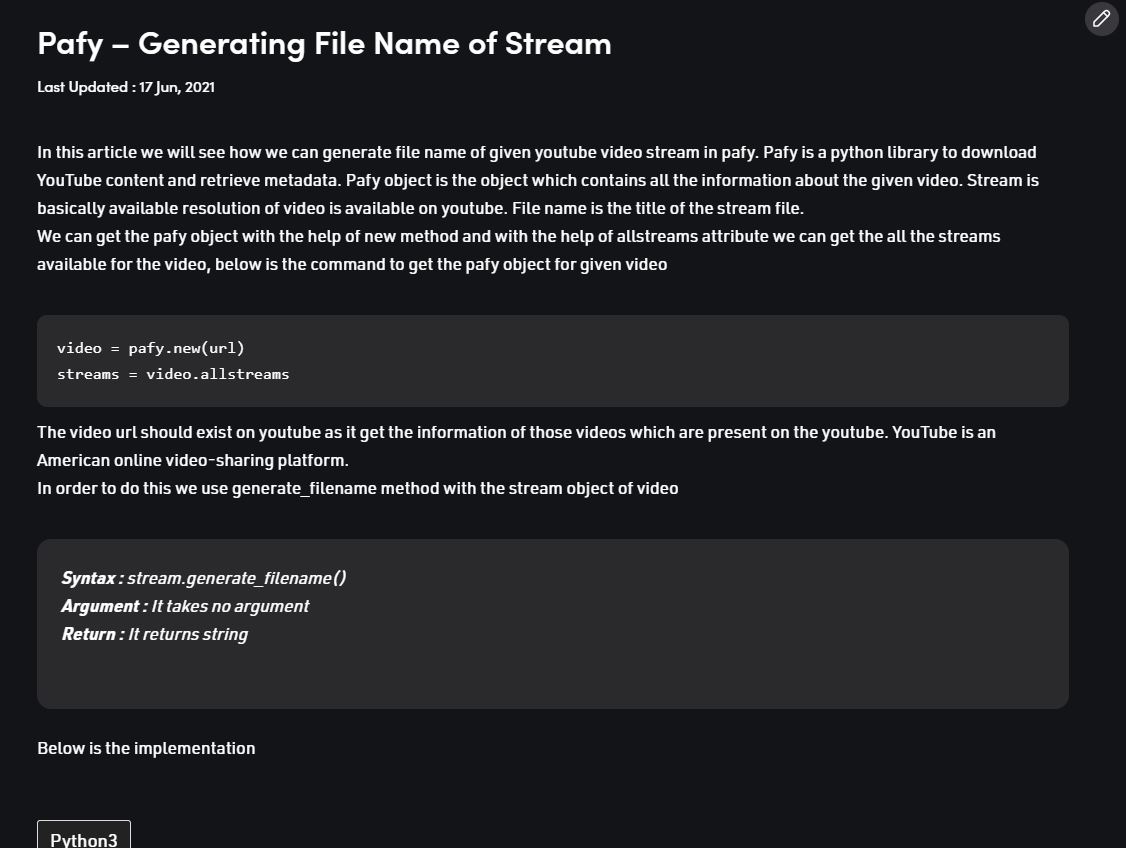 Pafy – Generating File Name of Stream
Last Updated : 17 Jun, 2021
In this article we will see how we can generate file name of given youtube video stream in pafy. Pafy is a python library to download
YouTube content and retrieve metadata. Pafy object is the object which contains all the information about the given video. Stream is
basically available resolution of video is available on youtube. File name is the title of the stream file.
We can get the pafy object with the help of new method and with the help of allstreams attribute we can get the all the streams
available for the video, below is the command to get the pafy object for given video
video = pafy.new(url)
streams = video.allstreams
The video url should exist on youtube as it get the information of those videos which are present on the youtube. YouTube is an
American online video-sharing platform.
In order to do this we use generate_filename method with the stream object of video
Syntax : stream.generate_filename()
Argument : It takes no argument
Return : It returns string
Below is the implementation
Python3